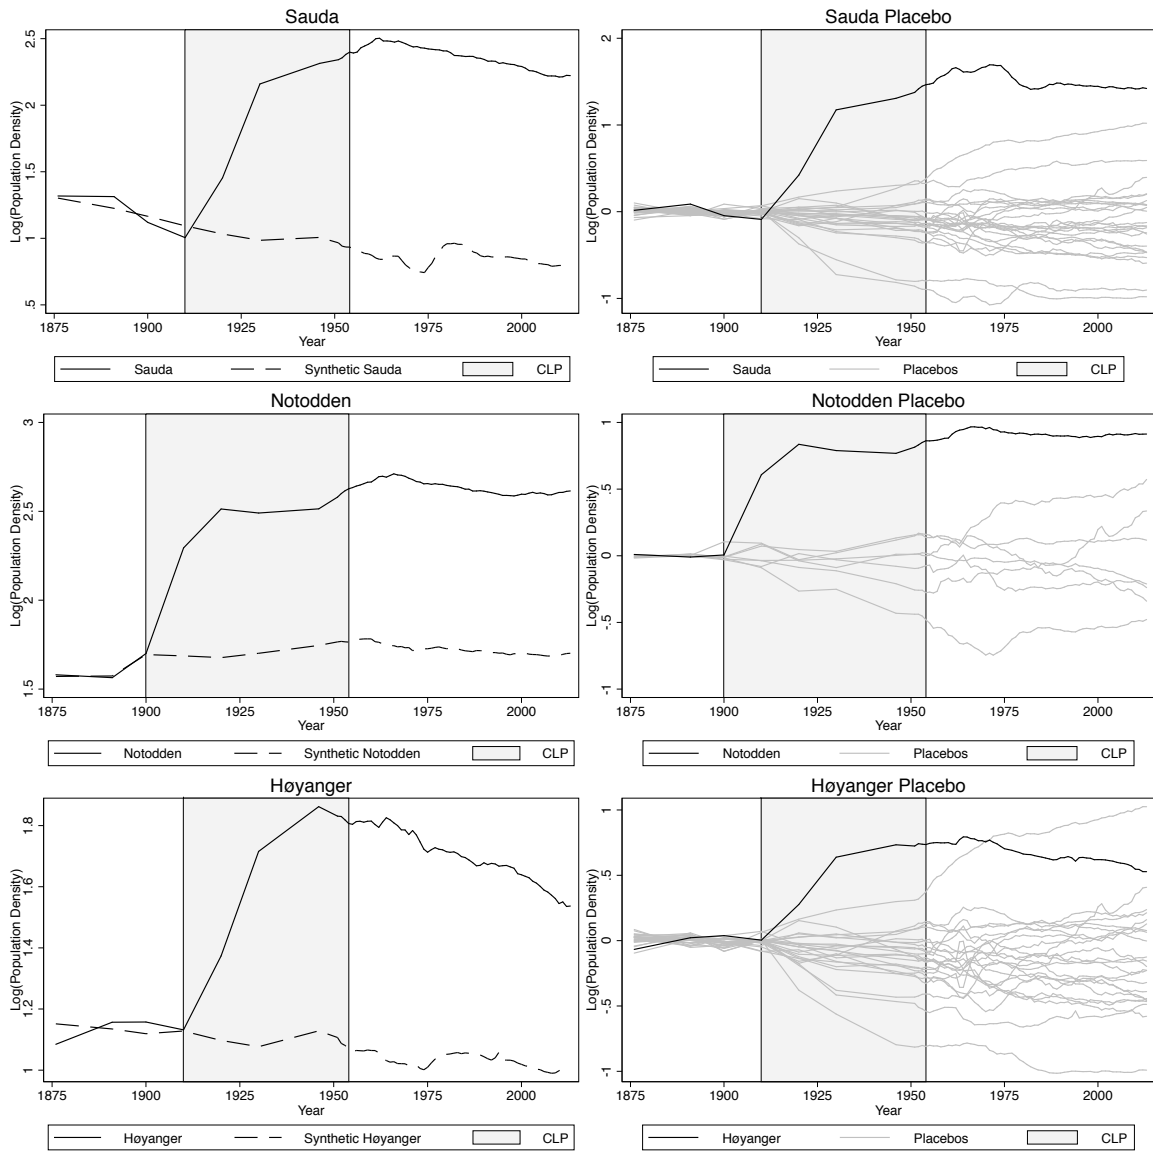 Sauda
Log(Population Density)
.5
1
1.5
2
2.5
1875
1900
1925
1950
1975
2000
Year
Sauda
Synthetic Sauda
CLP
Sauda Placebo
Log(Population Density)
-1
0
1
2
1875
1900
1925
1950
1975
2000
Year
Sauda
Placebos
CLP
Notodden
Log(Population Density)
1.5
2
2.5
3
1875
1900
1925
1950
1975
2000
Year
Notodden
Synthetic Notodden
CLP
Notodden Placebo
Log(Population Density)
-1
-.5
0
.5
1
1875
1900
1925
1950
1975
2000
Year
Notodden
Placebos
CLP
Høyanger
Log(Population Density)
1
1.2
1.4
1.6
1.8
1875
1900
1925
1950
1975
2000
Year
Høyanger
Synthetic Høyanger
CLP
Høyanger Placebo
Log(Population Density)
-1
-.5
0
.5
1
1875
1900
1925
1950
1975
2000
Year
Høyanger
Placebos
CLP